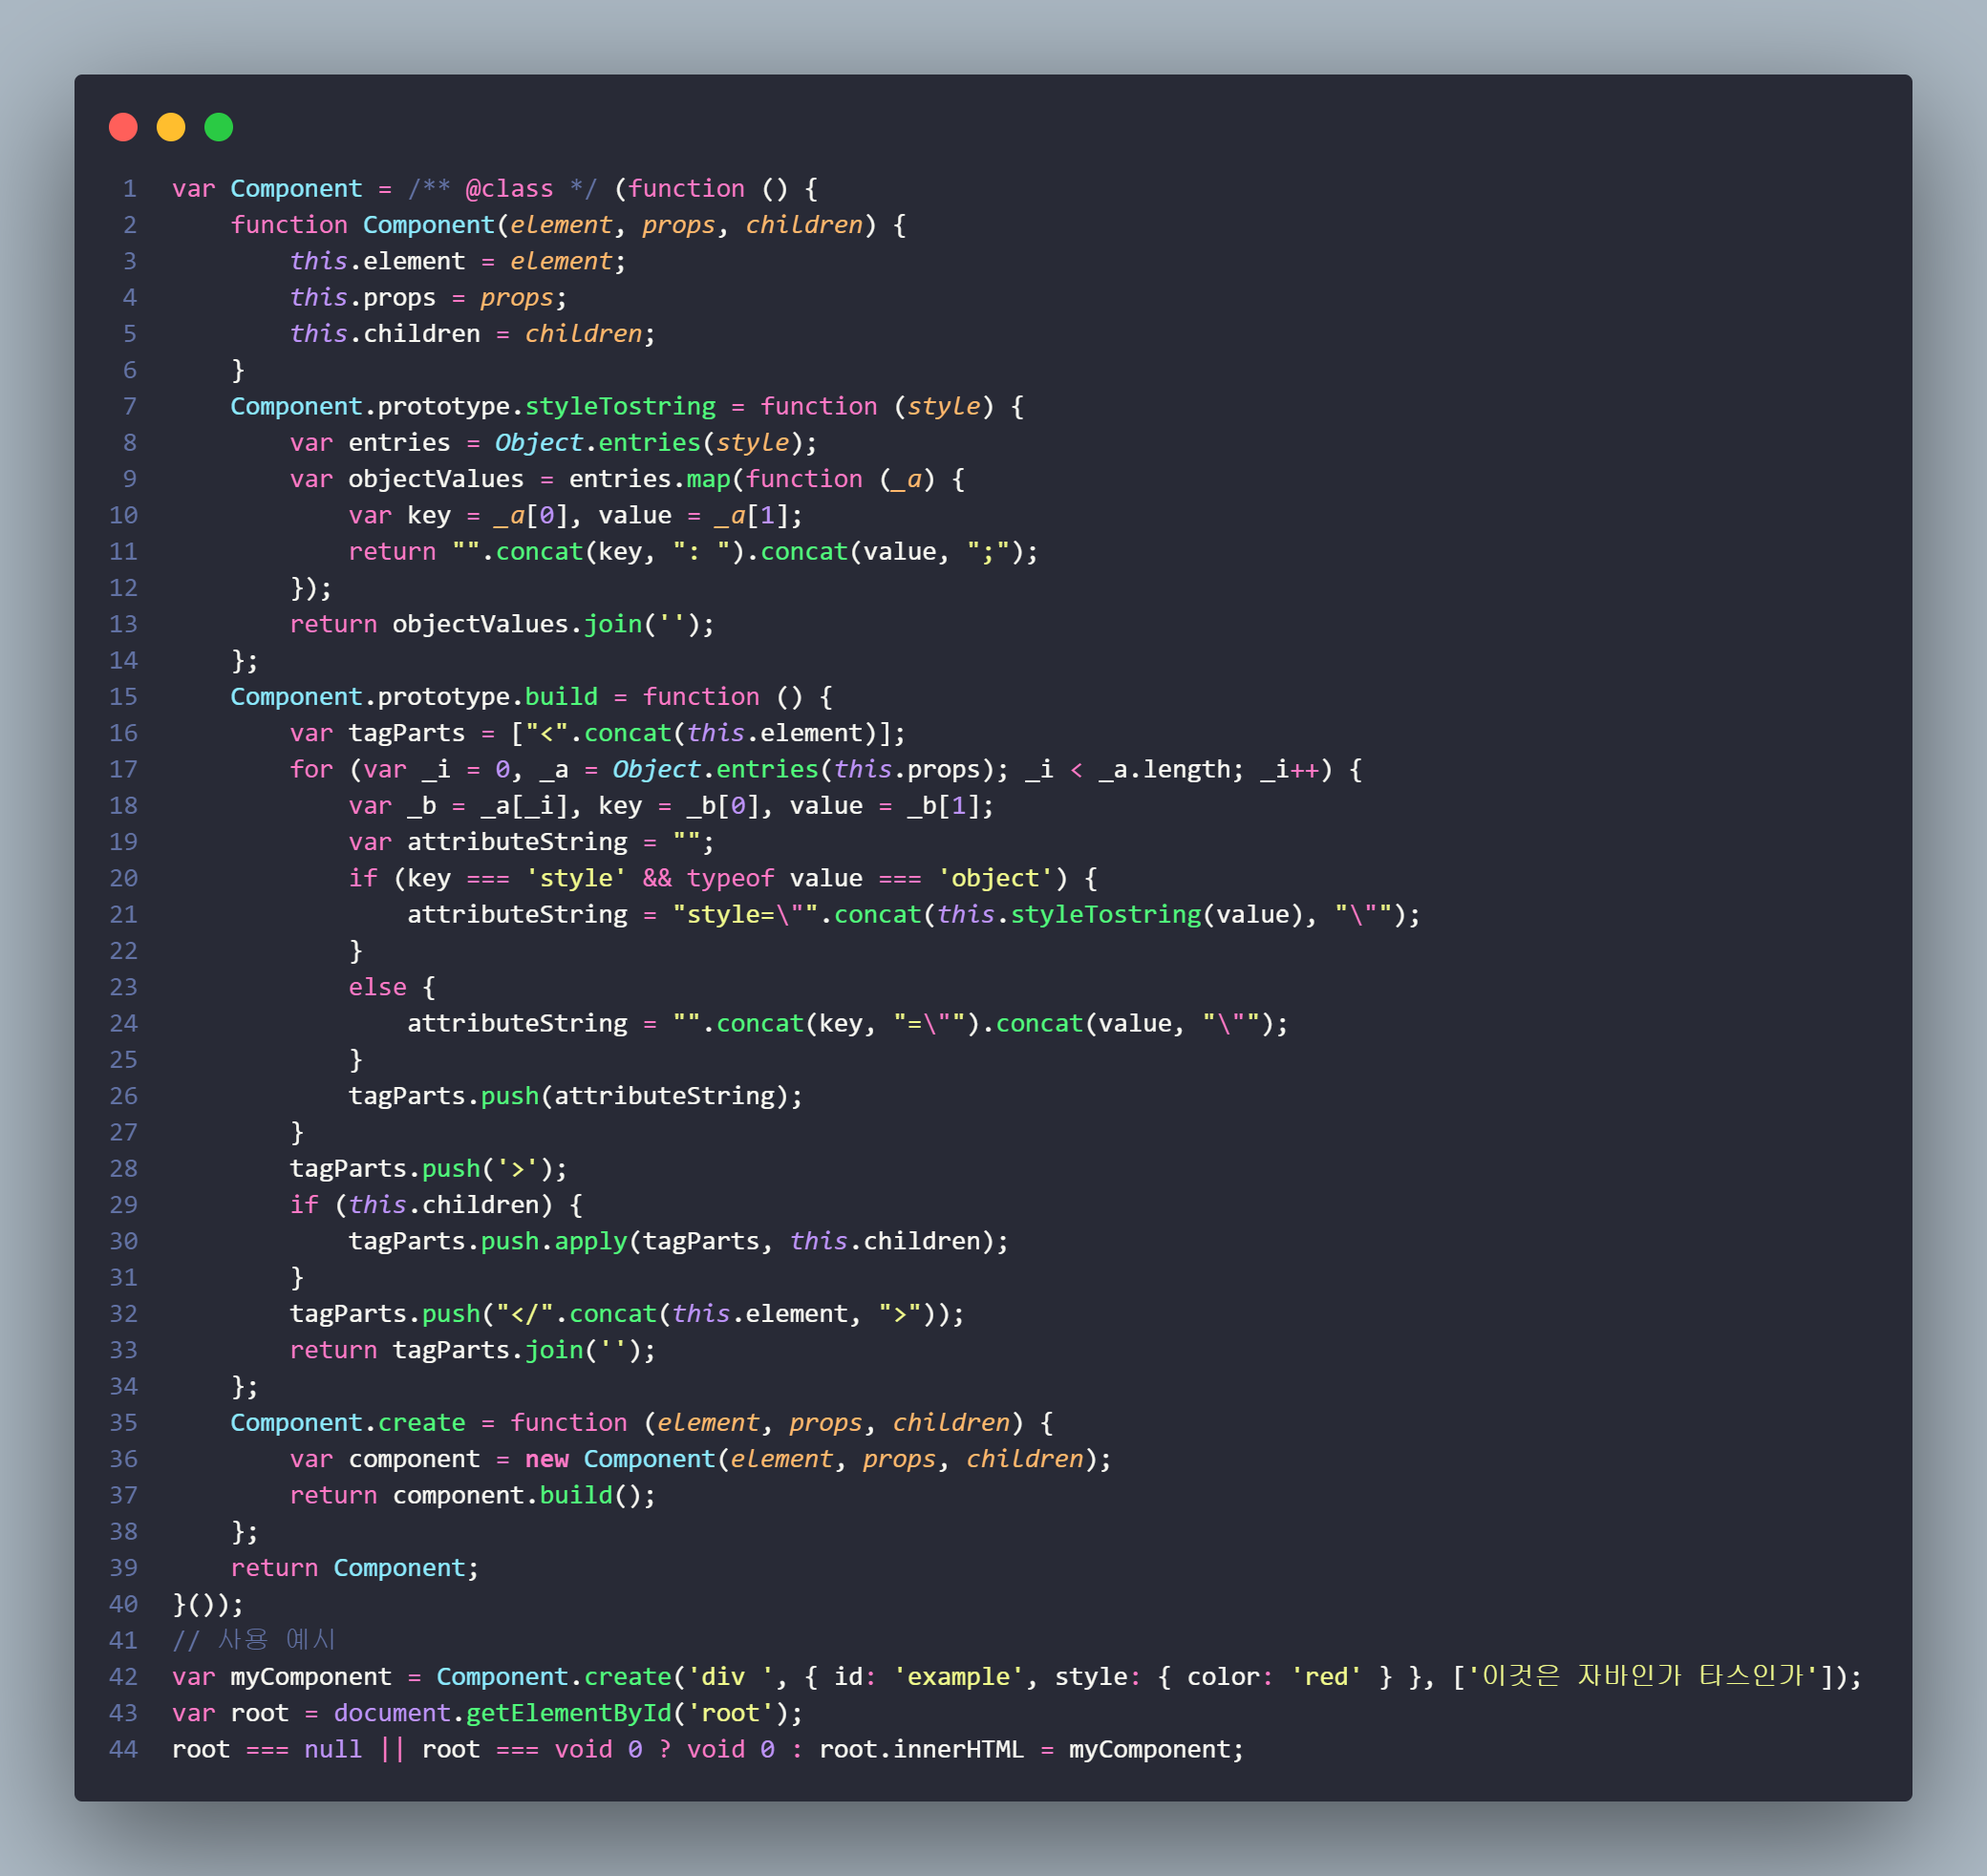 1 var Component = /** @class */ (function () {
2     function Component(element, props, children) {
3         this.element = element;
4         this.props = props;
5         this.children = children;
6     }
7     Component.prototype.styleTostring = function (style) {
8         var entries = Object.entries(style);
9         var objectValues = entries.map(function (_a) {
10             var key = _a[0], value = _a[1];
11             return "".concat(key, ": ").concat(value, ";");
12         });
13         return objectValues.join('');
14     };
15     Component.prototype.build = function () {
16         var tagParts = ["<".concat(this.element)];
17         for (var _i = 0, _a = Object.entries(this.props); _i < _a.length; _i++) {
18             var _b = _a[_i], key = _b[0], value = _b[1];
19             var attributeString = "";
20             if (key === 'style' && typeof value === 'object') {
21                 attributeString = "style=\"".concat(this.styleTostring(value), "\"");
22             }
23             else {
24                 attributeString = "".concat(key, "=\"").concat(value, "\"");
25             }
26             tagParts.push(attributeString);
27         }
28         tagParts.push('>');
29         if (this.children) {
30             tagParts.push.apply(tagParts, this.children);
31         }
32         tagParts.push("</".concat(this.element, ">"));
33         return tagParts.join('');
34     };
35     Component.create = function (element, props, children) {
36         var component = new Component(element, props, children);
37         return component.build();
38     };
39     return Component;
40 }());
41 // 사용 예시
42 var myComponent = Component.create('div ', { id: 'example', style: { color: 'red' } }, ['이것은 자바인가 타스인가']);
43 var root = document.getElementById('root');
44 root === null || root === void 0 ? void 0 : root.innerHTML = myComponent;